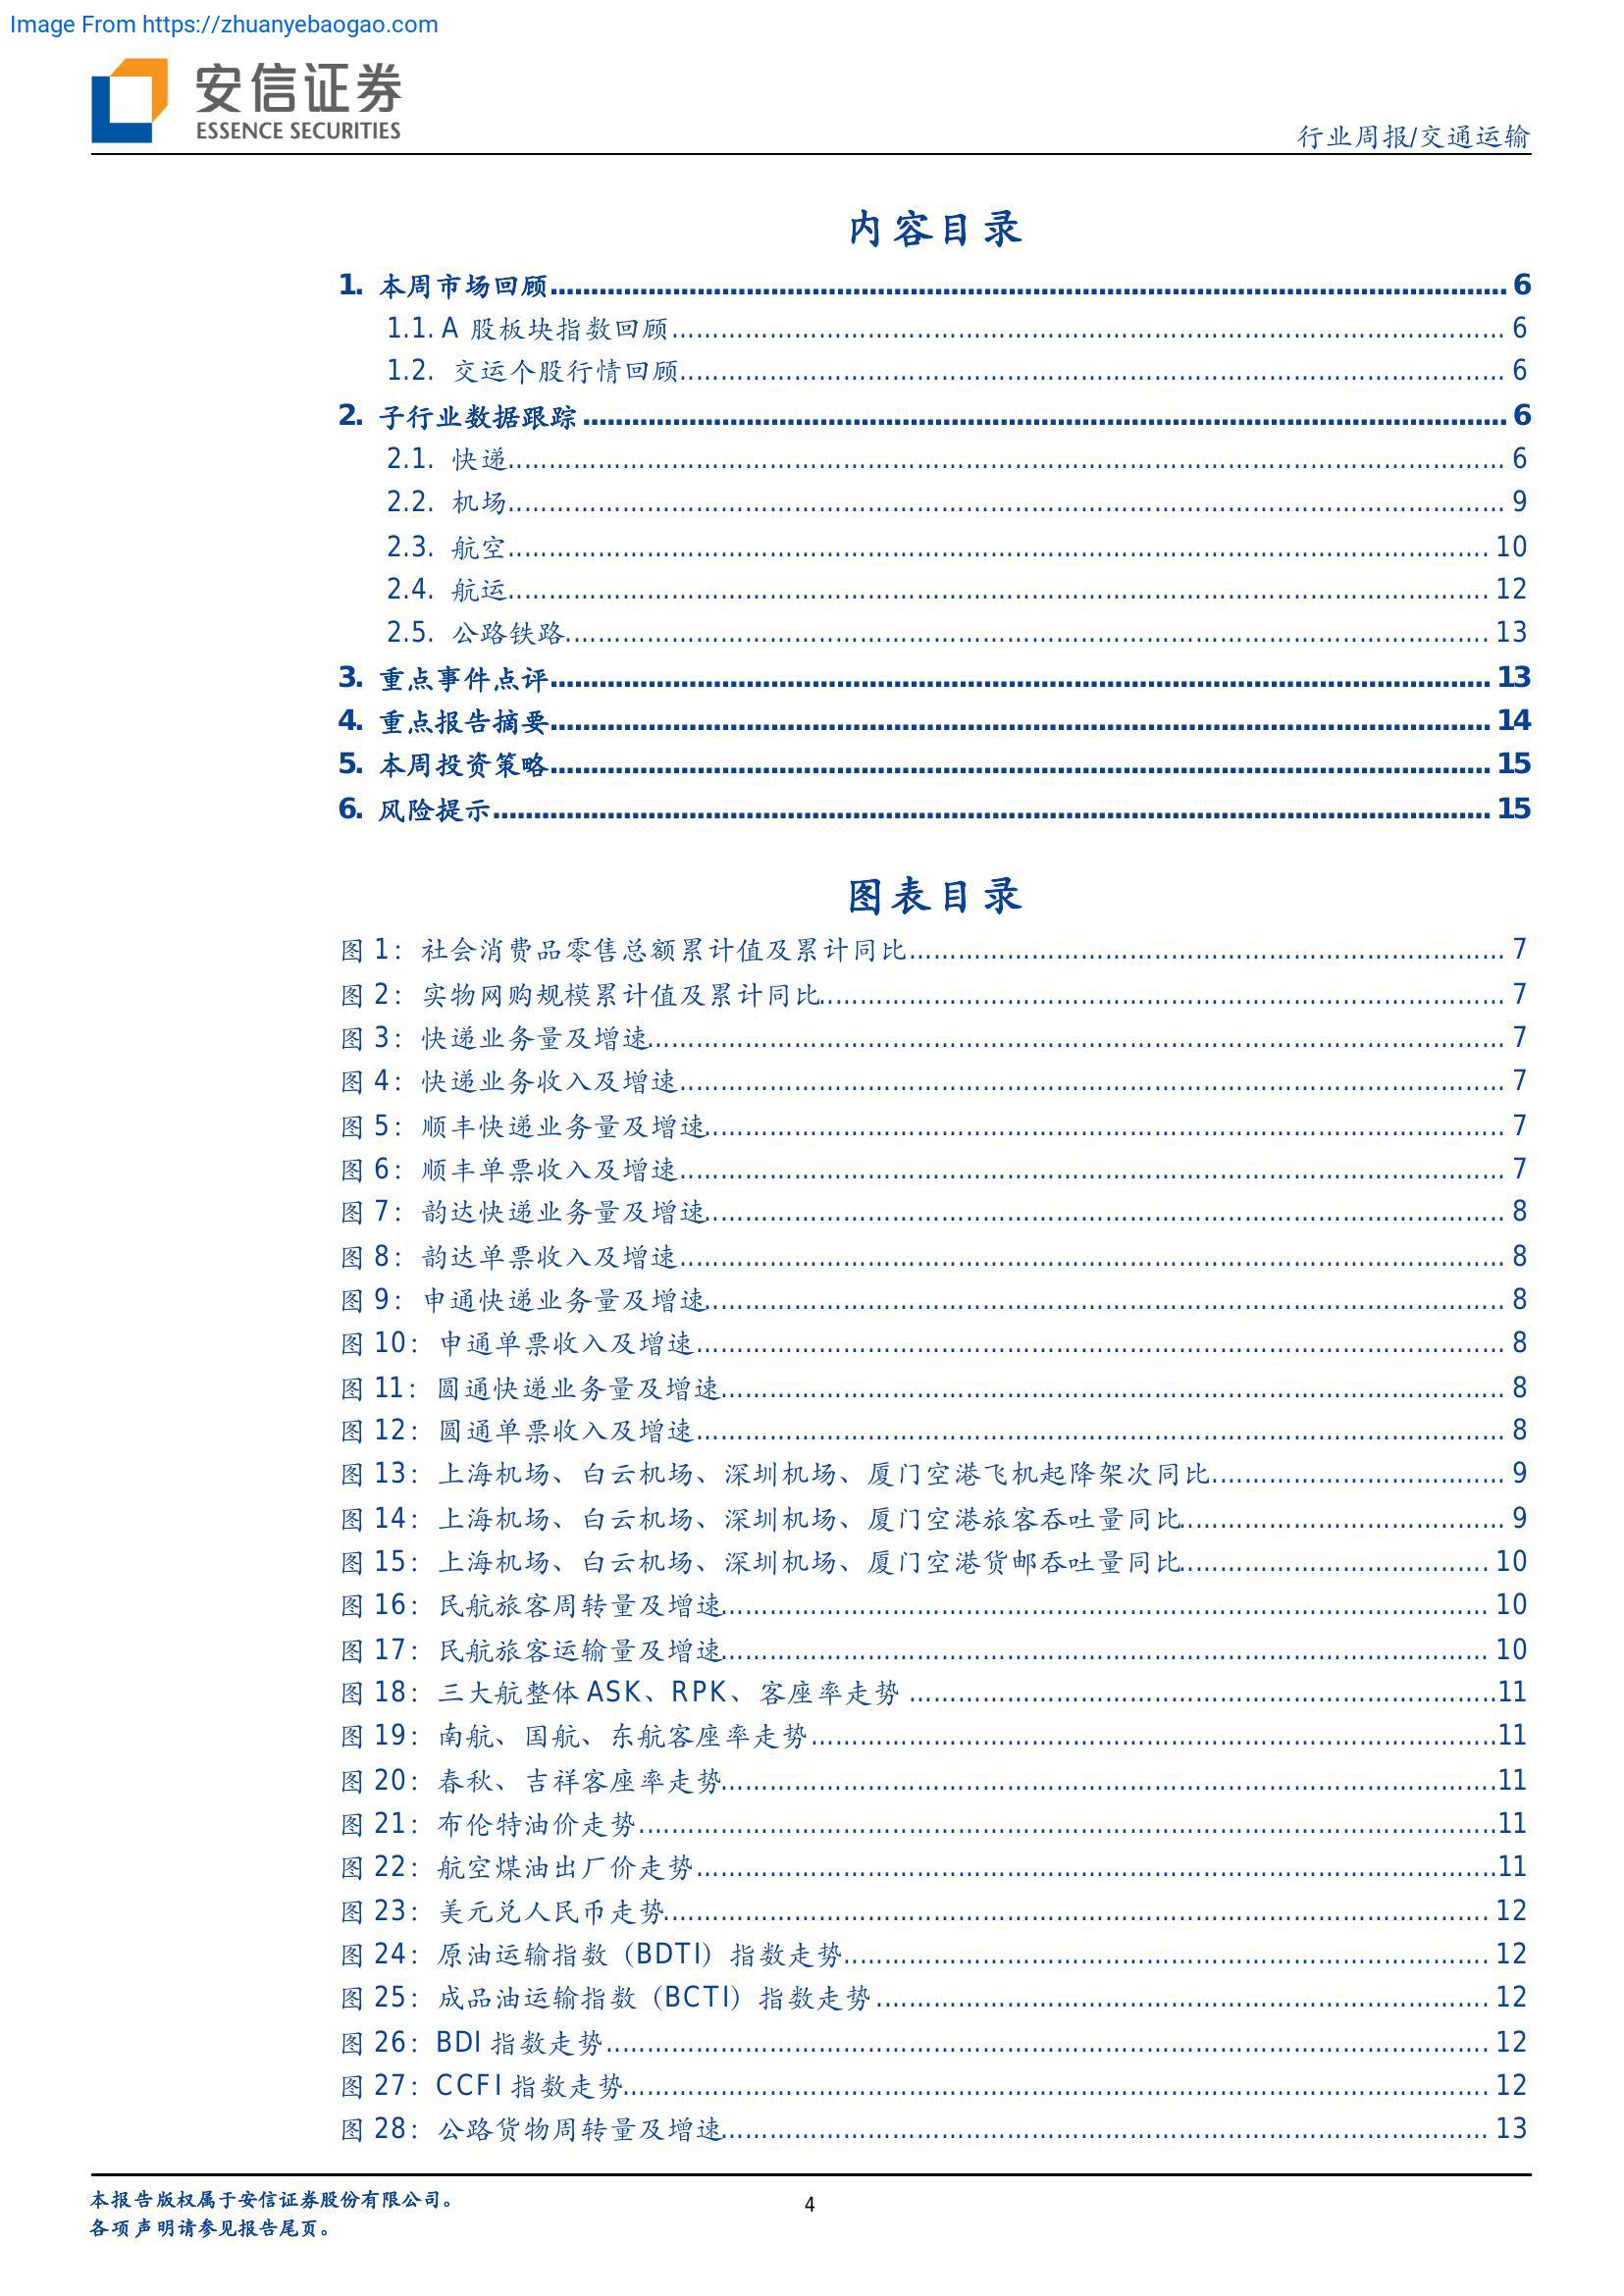 Image From https://zhuanyebaogao.com
安信证券
ESSENCE SECURITIES
行业周报/交通运输
内容目录
1. 本周市场回顾 6
1.1. A 股板块指数回顾 6
1.2. 交运个股行情回顾 6
2. 子行业数据跟踪 6
2.1. 快递 6
2.2. 机场 9
2.3. 航空 10
2.4. 航运 12
2.5. 公路铁路 13
3. 重点事件点评 13
4. 重点报告摘要 14
5. 本周投资策略 15
6. 风险提示 15
图表目录
图 1：社会消费品零售总额累计值及累计同比 7
图 2：实物网购规模累计值及累计同比 7
图 3：快递业务量及增速 7
图 4：快递业务收入及增速 7
图 5：顺丰快递业务量及增速 7
图 6：顺丰单票收入及增速 7
图 7：韵达快递业务量及增速 8
图 8：韵达单票收入及增速 8
图 9：申通快递业务量及增速 8
图 10：申通单票收入及增速 8
图 11：圆通快递业务量及增速 8
图 12：圆通单票收入及增速 8
图 13：上海机场、白云机场、深圳机场、厦门空港飞机起降架次同比 9
图 14：上海机场、白云机场、深圳机场、厦门空港旅客吞吐量同比 9
图 15：上海机场、白云机场、深圳机场、厦门空港货邮吞吐量同比 10
图 16：民航旅客周转量及增速 10
图 17：民航旅客运输量及增速 10
图 18：三大航整体 ASK、RPK、客座率走势 11
图 19：南航、国航、东航客座率走势 11
图 20：春秋、吉祥客座率走势 11
图 21：布伦特油价走势 11
图 22：航空煤油出厂价走势 11
图 23：美元兑人民币走势 12
图 24：原油运输指数（BDTI）指数走势 12
图 25：成品油运输指数（BCTI）指数走势 12
图 26：BDI 指数走势 12
图 27：CCFI 指数走势 12
图 28：公路货物周转量及增速 13
本报告版权属于安信证券股份有限公司。
4
各项声明请参见报告尾页。